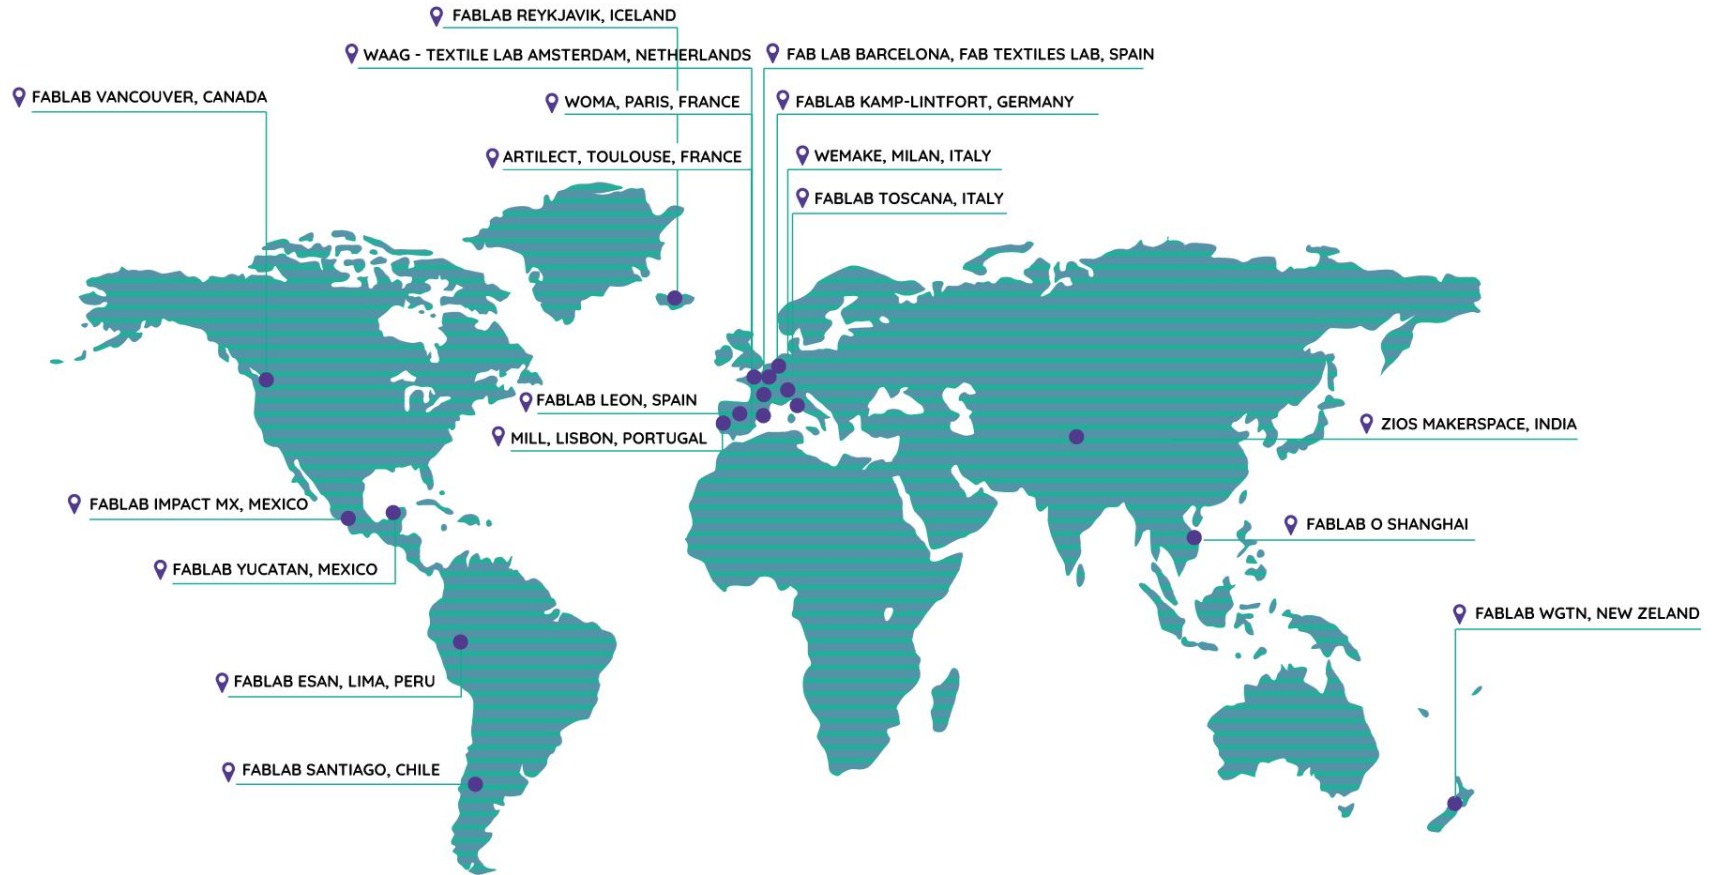 FABLAB REYKJAVIK, ICELAND
WAAG - TEXTILE LAB AMSTERDAM, NETHERLANDS
FAB LAB BARCELONA, FAB TEXTILES LAB, SPAIN
FABLAB VANCOUVER, CANADA
WOMA, PARIS, FRANCE
FABLAB KAMP-LINTFORT, GERMANY
ARTILECT, TOULOUSE, FRANCE
WEMAKE, MILAN, ITALY
FABLAB TOSCANA, ITALY
FABLAB LEON, SPAIN
MILL, LISBON, PORTUGAL
ZIOS MAKERSPACE, INDIA
FABLAB IMPACT MX, MEXICO
FABLAB O SHANGHAI
FABLAB YUCATAN, MEXICO
FABLAB WGTN, NEW ZELAND
FABLAB ESAN, LIMA, PERU
FABLAB SANTIAGO, CHILE